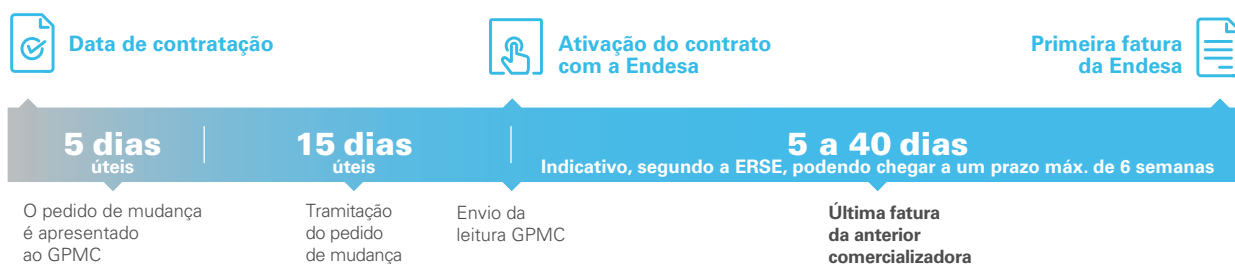 Data de contratação
Ativação do contrato
com a Endesa
Primeira fatura
da Endesa
5 dias
úteis
15 dias
úteis
5 a 40 dias
Indicativo, segundo a ERSE, podendo chegar a um prazo máx. de 6 semanas
O pedido de mudança
é apresentado
ao GPMC
Tramitação
do pedido
de mudança
Envio da
leitura GPMC
Última fatura
da anterior
comercializadora